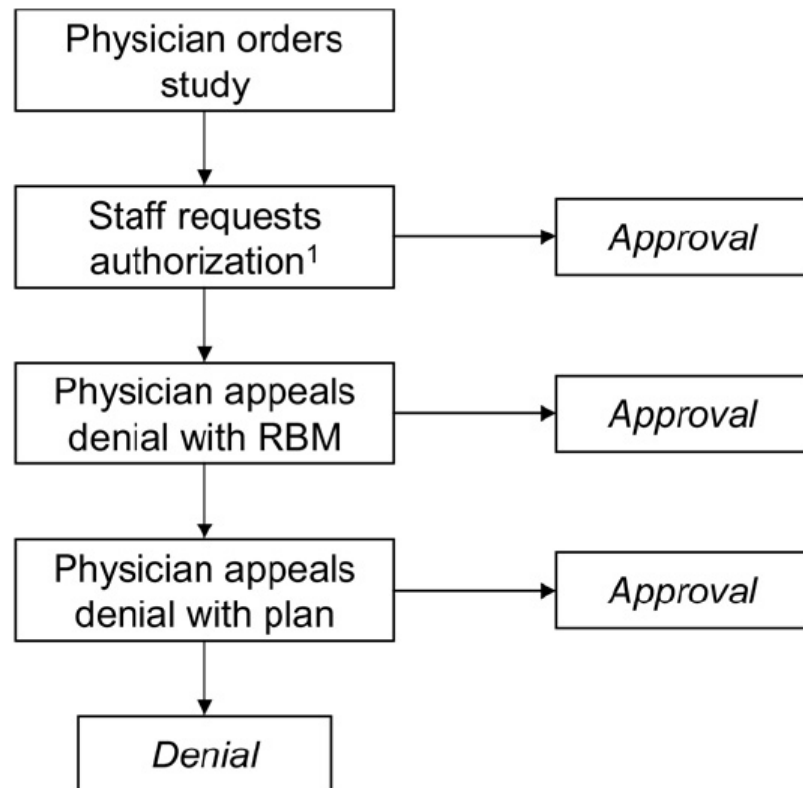 Physician orders
study
Staff requests
authorization¹
Approval
Physician appeals
denial with RBM
Approval
Physician appeals
denial with plan
Approval
Denial